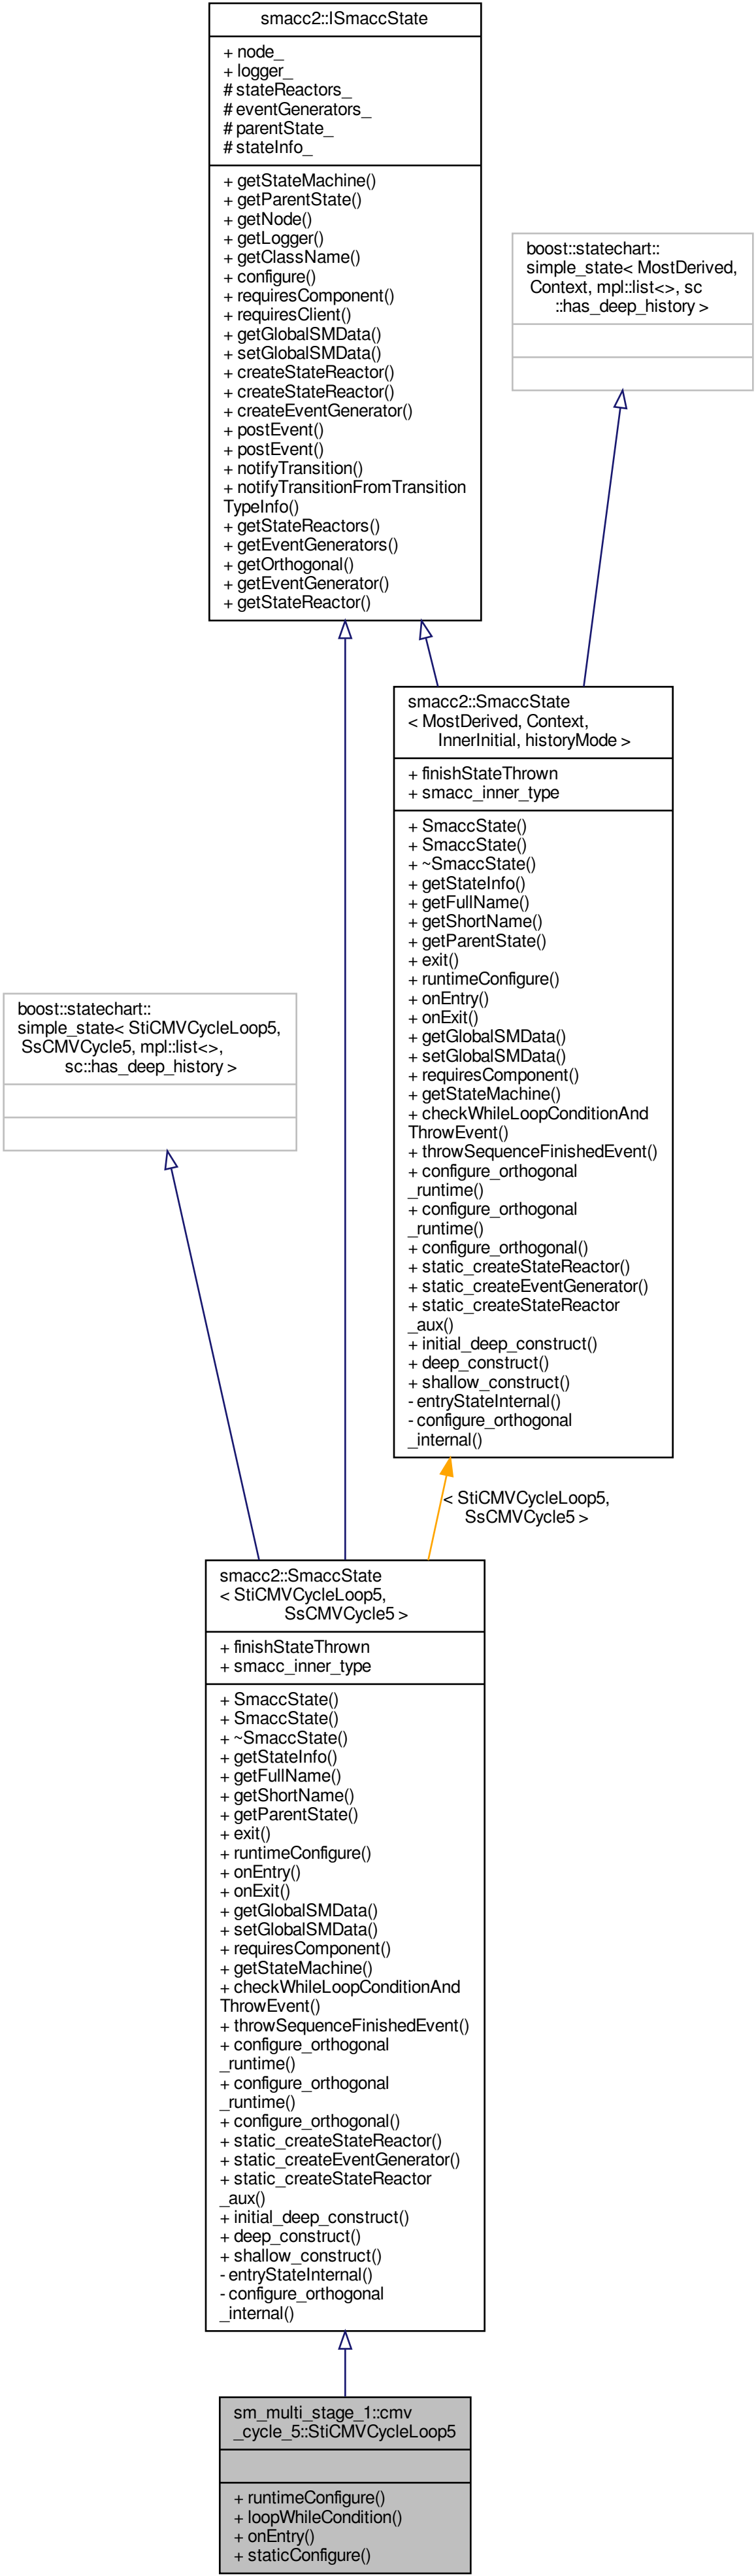 smacc2::ISmaccState
+ node_
+ logger_
# stateReactors_
# eventGenerators_
# parentState_
# stateInfo_
+ getStateMachine()
+ getParentState()
+ getNode()
+ getLogger()
+ getClassName()
+ configure()
+ requiresComponent()
+ requiresClient()
+ getGlobalSMData()
+ setGlobalSMData()
+ createStateReactor()
+ createStateReactor()
+ createEventGenerator()
+ postEvent()
+ postEvent()
+ notifyTransition()
+ notifyTransitionFromTransition
TypeInfo()
+ getStateReactors()
+ getEventGenerators()
+ getOrthogonal()
+ getEventGenerator()
+ getStateReactor()
boost::statechart::
simple_state< MostDerived,
Context, mpl::list<>, sc
::has_deep_history >
smacc2::SmaccState
< MostDerived, Context,
InnerInitial, historyMode >
+ finishStateThrown
+ smacc_inner_type
+ SmaccState()
+ SmaccState()
+ ~SmaccState()
+ getStateInfo()
+ getFullName()
+ getShortName()
+ getParentState()
+ exit()
+ runtimeConfigure()
+ onEntry()
+ onExit()
+ getGlobalSMData()
+ setGlobalSMData()
+ requiresComponent()
+ getStateMachine()
+ checkWhileLoopConditionAnd
ThrowEvent()
+ throwSequenceFinishedEvent()
+ configure_orthogonal
_runtime()
+ configure_orthogonal
_runtime()
+ configure_orthogonal()
+ static_createStateReactor()
+ static_createEventGenerator()
+ static_createStateReactor
_aux()
+ initial_deep_construct()
+ deep_construct()
+ shallow_construct()
- entryStateInternal()
- configure_orthogonal
_internal()
boost::statechart::
simple_state< StiCMVCycleLoop5,
SsCMVCycle5, mpl::list<>,
sc::has_deep_history >
< StiCMVCycleLoop5,
SsCMVCycle5 >
smacc2::SmaccState
< StiCMVCycleLoop5,
SsCMVCycle5 >
+ finishStateThrown
+ smacc_inner_type
+ SmaccState()
+ SmaccState()
+ ~SmaccState()
+ getStateInfo()
+ getFullName()
+ getShortName()
+ getParentState()
+ exit()
+ runtimeConfigure()
+ onEntry()
+ onExit()
+ getGlobalSMData()
+ setGlobalSMData()
+ requiresComponent()
+ getStateMachine()
+ checkWhileLoopConditionAnd
ThrowEvent()
+ throwSequenceFinishedEvent()
+ configure_orthogonal
_runtime()
+ configure_orthogonal
_runtime()
+ configure_orthogonal()
+ static_createStateReactor()
+ static_createEventGenerator()
+ static_createStateReactor
_aux()
+ initial_deep_construct()
+ deep_construct()
+ shallow_construct()
- entryStateInternal()
- configure_orthogonal
_internal()
sm_multi_stage_1::cmv
_cycle_5::StiCMVCycleLoop5
+ runtimeConfigure()
+ loopWhileCondition()
+ onEntry()
+ staticConfigure()